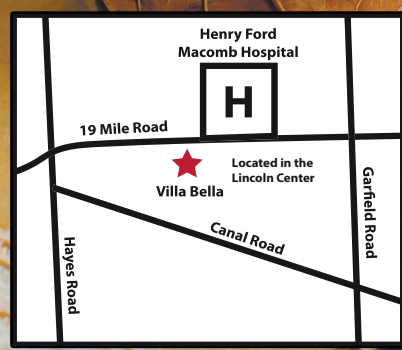 Henry Ford
Macomb Hospital
H
19 Mile Road
Located in the
Lincoln Center
Villa Bella
Garfield Road
Canal Road
Hayes Road